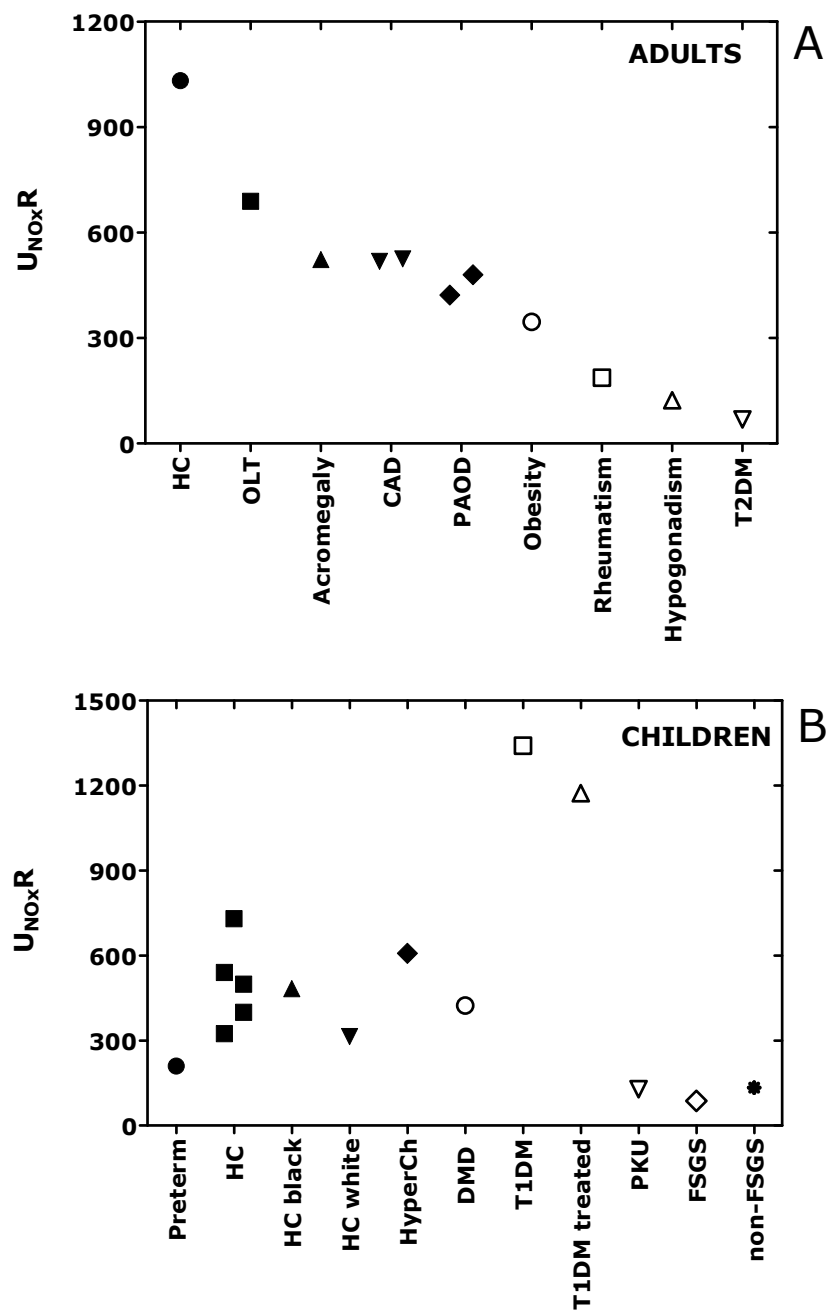 A
ADULTS
1200
900
600
300
0
UNOxR
HC
OLT
Acromegaly
CAD
PAOD
Obesity
Rheumatism
Hypogonadism
T2DM
B
CHILDREN
1500
1200
900
600
300
0
UNOxR
Preterm
HC
HC black
HC white
HyperCh
DMD
T1DM
T1DM treated
PKU
FSGS
non-FSGS